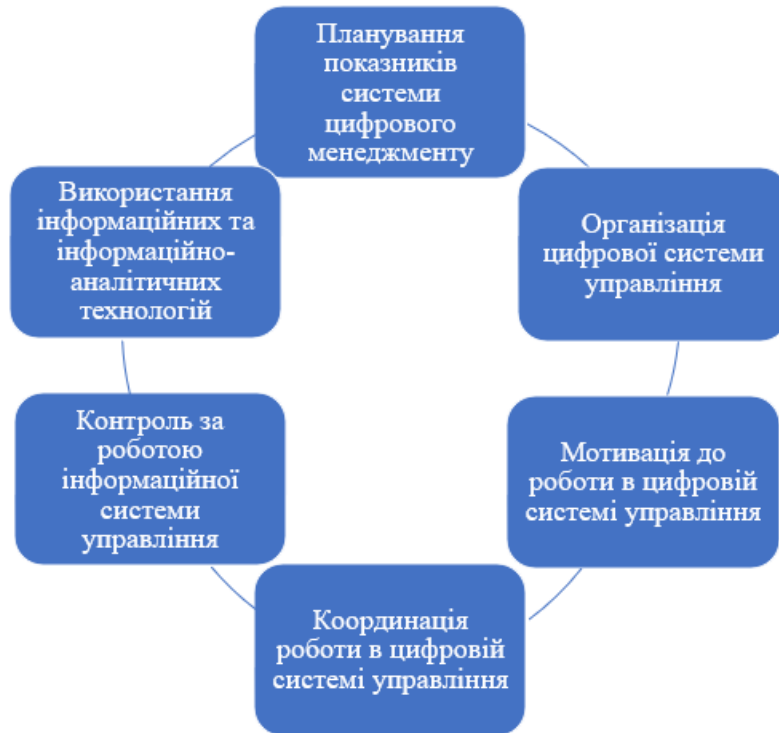 Планування
показників
системи
цифрового
менеджменту
Організація
цифрової системи
управління
Мотивація до
роботи в цифровій
системі управління
Координація
роботи в цифровій
системі управління
Контроль за
роботою
інформаційної
системи
управління
Використання
інформаційних та
інформаційно-
аналітичних
технологій